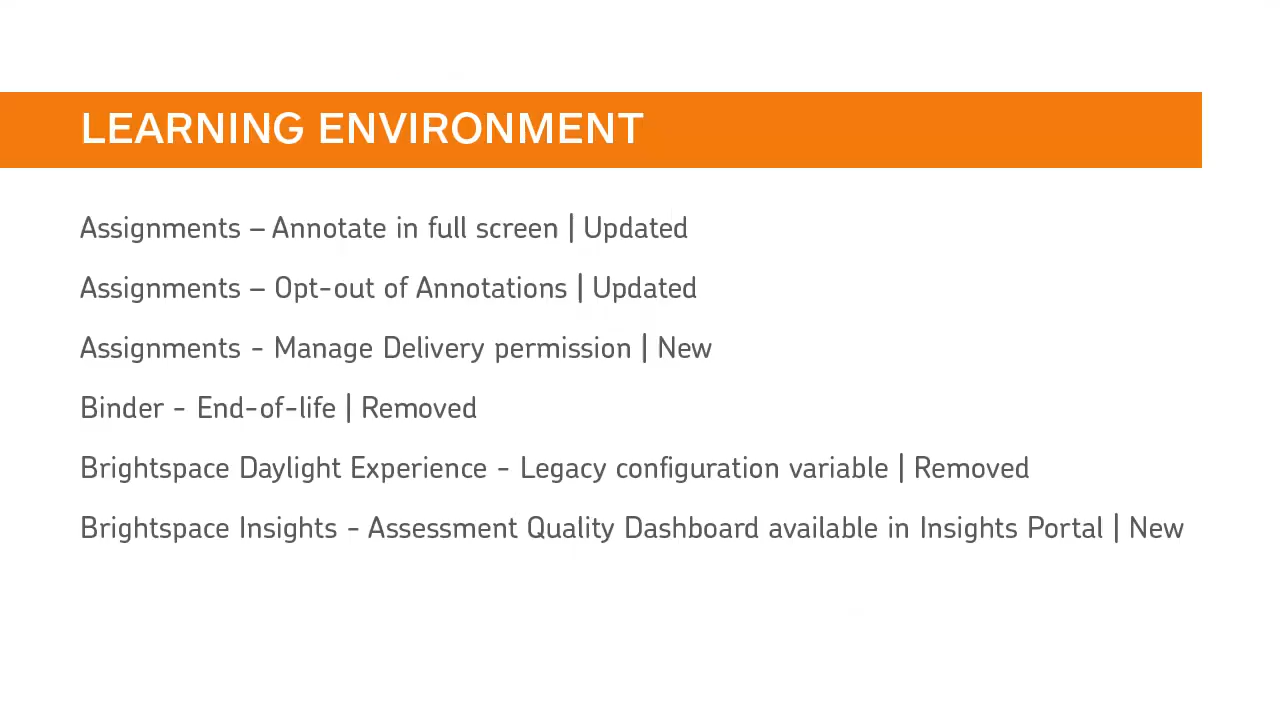 LEARNING ENVIRONMENT
Assignments – Annotate in full screen | Updated
Assignments – Opt-out of Annotations | Updated
Assignments - Manage Delivery permission | New
Binder - End-of-life | Removed
Brightspace Daylight Experience - Legacy configuration variable | Removed
Brightspace Insights - Assessment Quality Dashboard available in Insights Portal | New